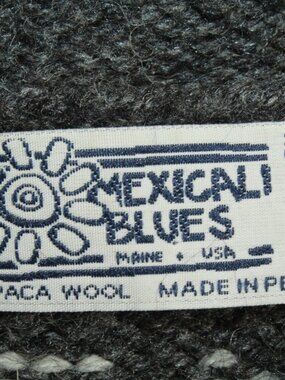 MEXICALI
BLUES
MAINE • USA
PACA WOOL MADE IN PE